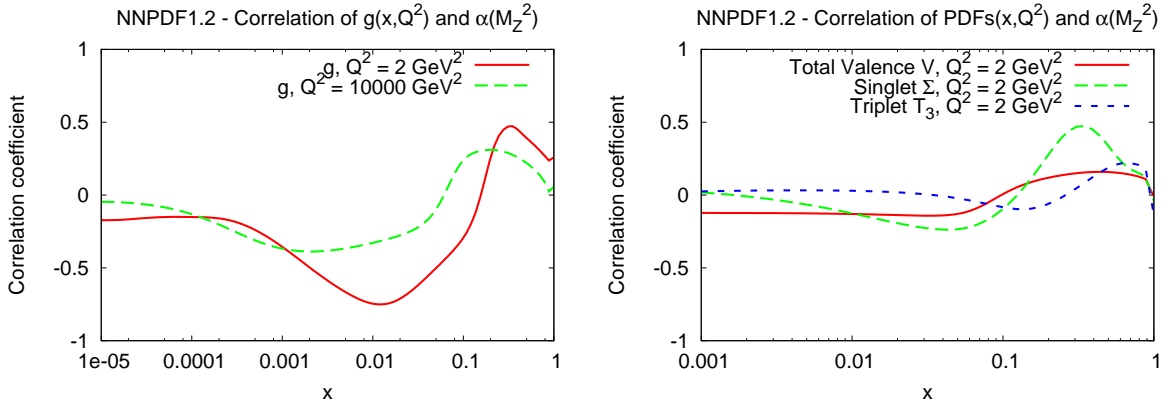 NNPDF1.2 - Correlation of g(x,Q²) and α(M_Z²)
g, Q² = 2 GeV²
g, Q² = 10000 GeV²
Correlation coefficient
1
0.5
0
-0.5
-1
1e-05
0.0001
0.001
0.01
0.1
1
x
NNPDF1.2 - Correlation of PDFs(x,Q²) and α(M_Z²)
Total Valence V, Q² = 2 GeV²
Singlet Σ, Q² = 2 GeV²
Triplet T₃, Q² = 2 GeV²
Correlation coefficient
1
0.5
0
-0.5
-1
0.001
0.01
0.1
1
x